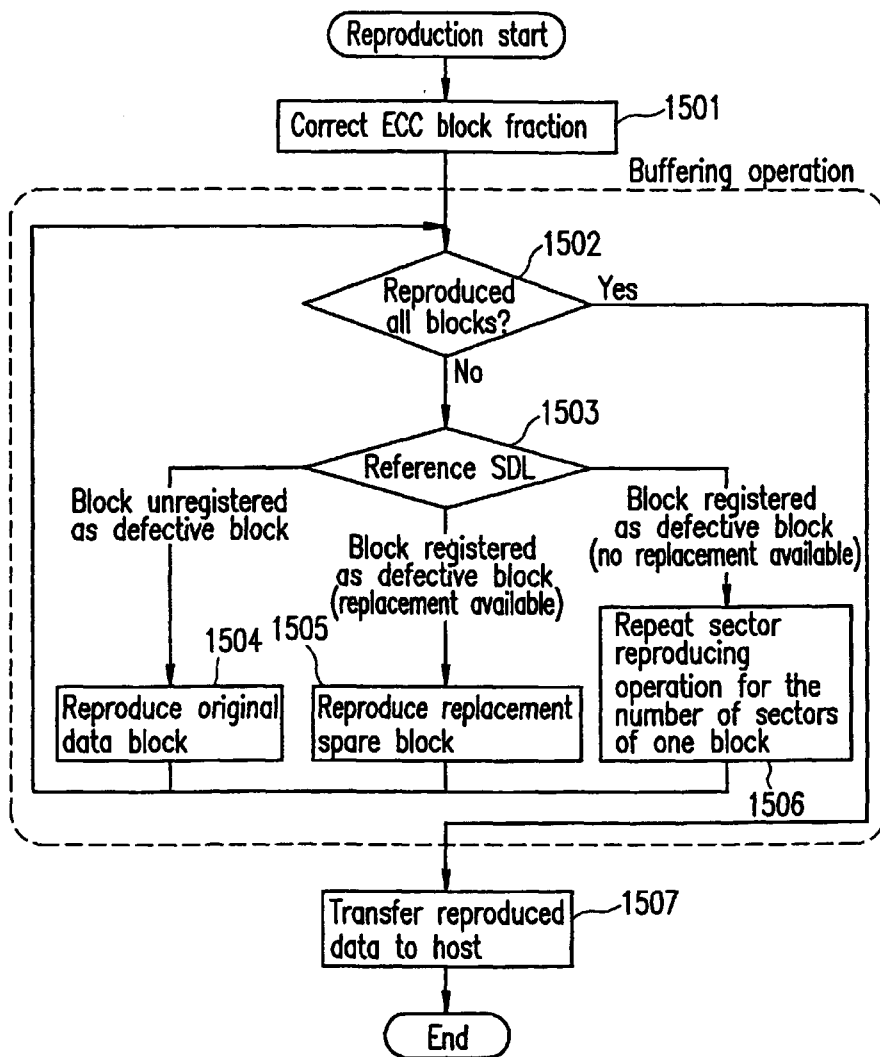 Reproduction start
Correct ECC block fraction
1501
Buffering operation
1502
Reproduced
all blocks?
Yes
No
1503
Reference SDL
Block unregistered
as defective block
Block registered
as defective block
(replacement available)
Block registered
as defective block
(no replacement available)
1504
Reproduce original
data block
1505
Reproduce replacement
spare block
Repeat sector
reproducing
operation for the
number of sectors
of one block
1506
Transfer reproduced
data to host
1507
End